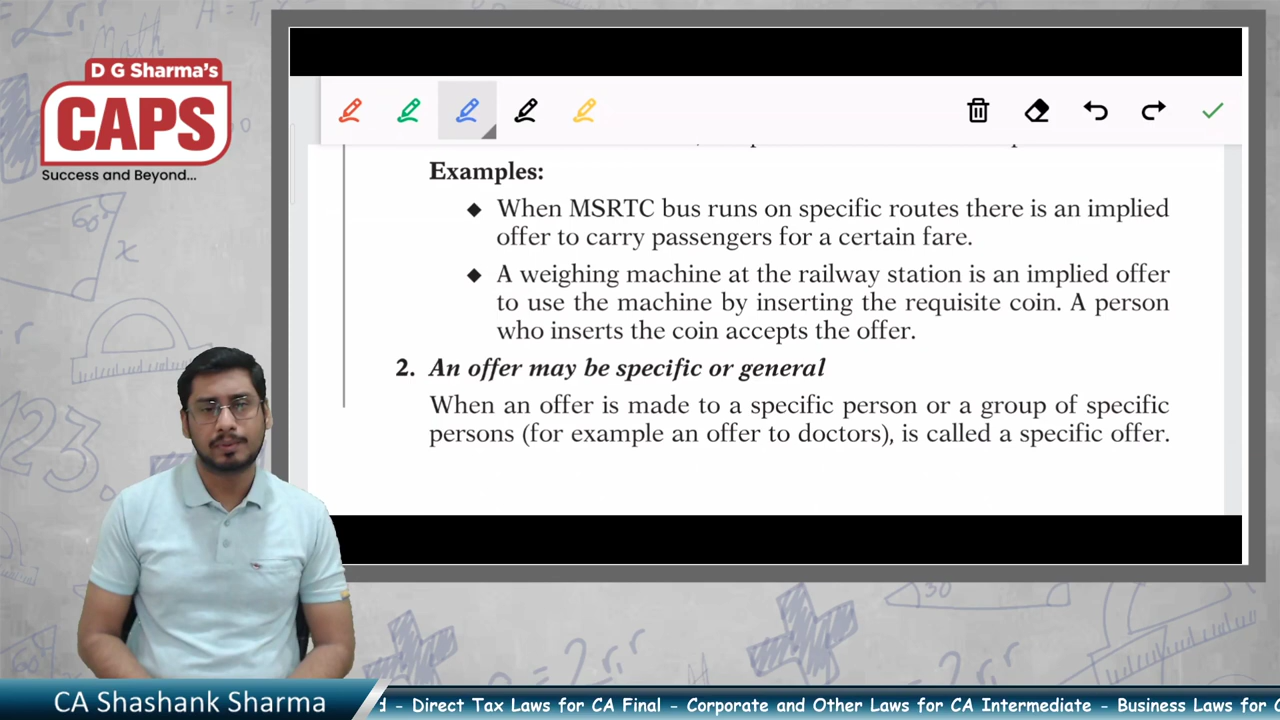 D G Sharma's
CAPS
Success and Beyond...
Examples:
◆ When MSRTC bus runs on specific routes there is an implied
offer to carry passengers for a certain fare.
◆ A weighing machine at the railway station is an implied offer
to use the machine by inserting the requisite coin. A person
who inserts the coin accepts the offer.
2. An offer may be specific or general
When an offer is made to a specific person or a group of specific
persons (for example an offer to doctors), is called a specific offer.
CA Shashank Sharma
- Direct Tax Laws for CA Final - Corporate and Other Laws for CA Intermediate - Business Laws for